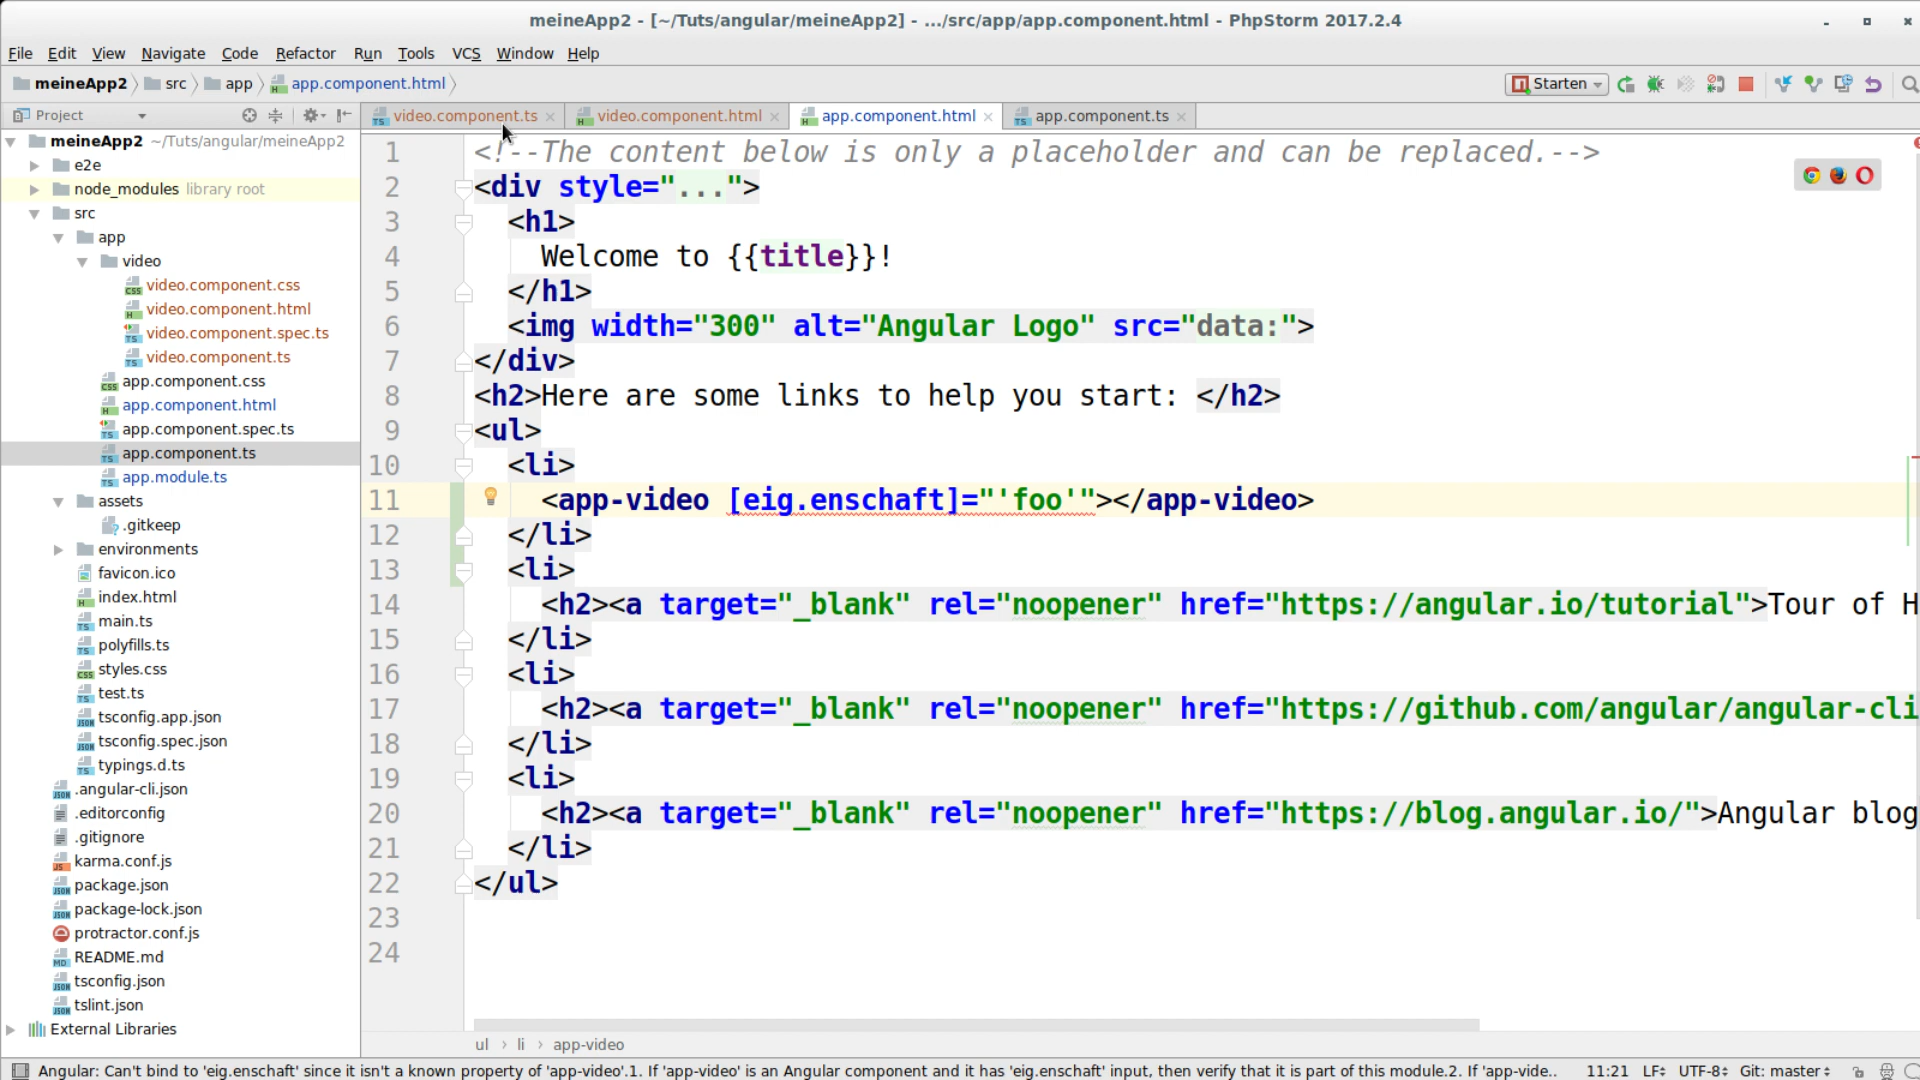 meineApp2 - [~/Tuts/angular/meineApp2] - .../src/app/app.component.html - PhpStorm 2017.2.4
File Edit View Navigate Code Refactor Run Tools VCS Window Help
meineApp2 src app app.component.html Starten
Project
video.component.ts video.component.html app.component.html app.component.ts
meineApp2 ~/Tuts/angular/meineApp2
e2e
node_modules library root
src
app
video
video.component.css
video.component.html
video.component.spec.ts
video.component.ts
app.component.css
app.component.html
app.component.spec.ts
app.component.ts
app.module.ts
assets
.gitkeep
environments
favicon.ico
index.html
main.ts
polyfills.ts
styles.css
test.ts
tsconfig.app.json
tsconfig.spec.json
typings.d.ts
.angular-cli.json
.editorconfig
.gitignore
karma.conf.js
package.json
package-lock.json
protractor.conf.js
README.md
tsconfig.json
tslint.json
External Libraries
1 <!--The content below is only a placeholder and can be replaced.-->
2 <div style="...">
3 <h1>
4 Welcome to {{title}}!
5 </h1>
6 <img width="300" alt="Angular Logo" src="data:">
7 </div>
8 <h2>Here are some links to help you start: </h2>
9 <ul>
10 <li>
11 <app-video [eig.enschaft]="'foo'"></app-video>
12 </li>
13 <li>
14 <h2><a target="_blank" rel="noopener" href="https://angular.io/tutorial">Tour of H
15 </li>
16 <li>
17 <h2><a target="_blank" rel="noopener" href="https://github.com/angular/angular-cli
18 </li>
19 <li>
20 <h2><a target="_blank" rel="noopener" href="https://blog.angular.io/">Angular blog
21 </li>
22 </ul>
23
24
ul › li › app-video
Angular: Can't bind to 'eig.enschaft' since it isn't a known property of 'app-video'.1. If 'app-video' is an Angular component and it has 'eig.enschaft' input, then verify that it is part of this module.2. If 'app-vide.. 11:21 LF UTF-8 Git: master